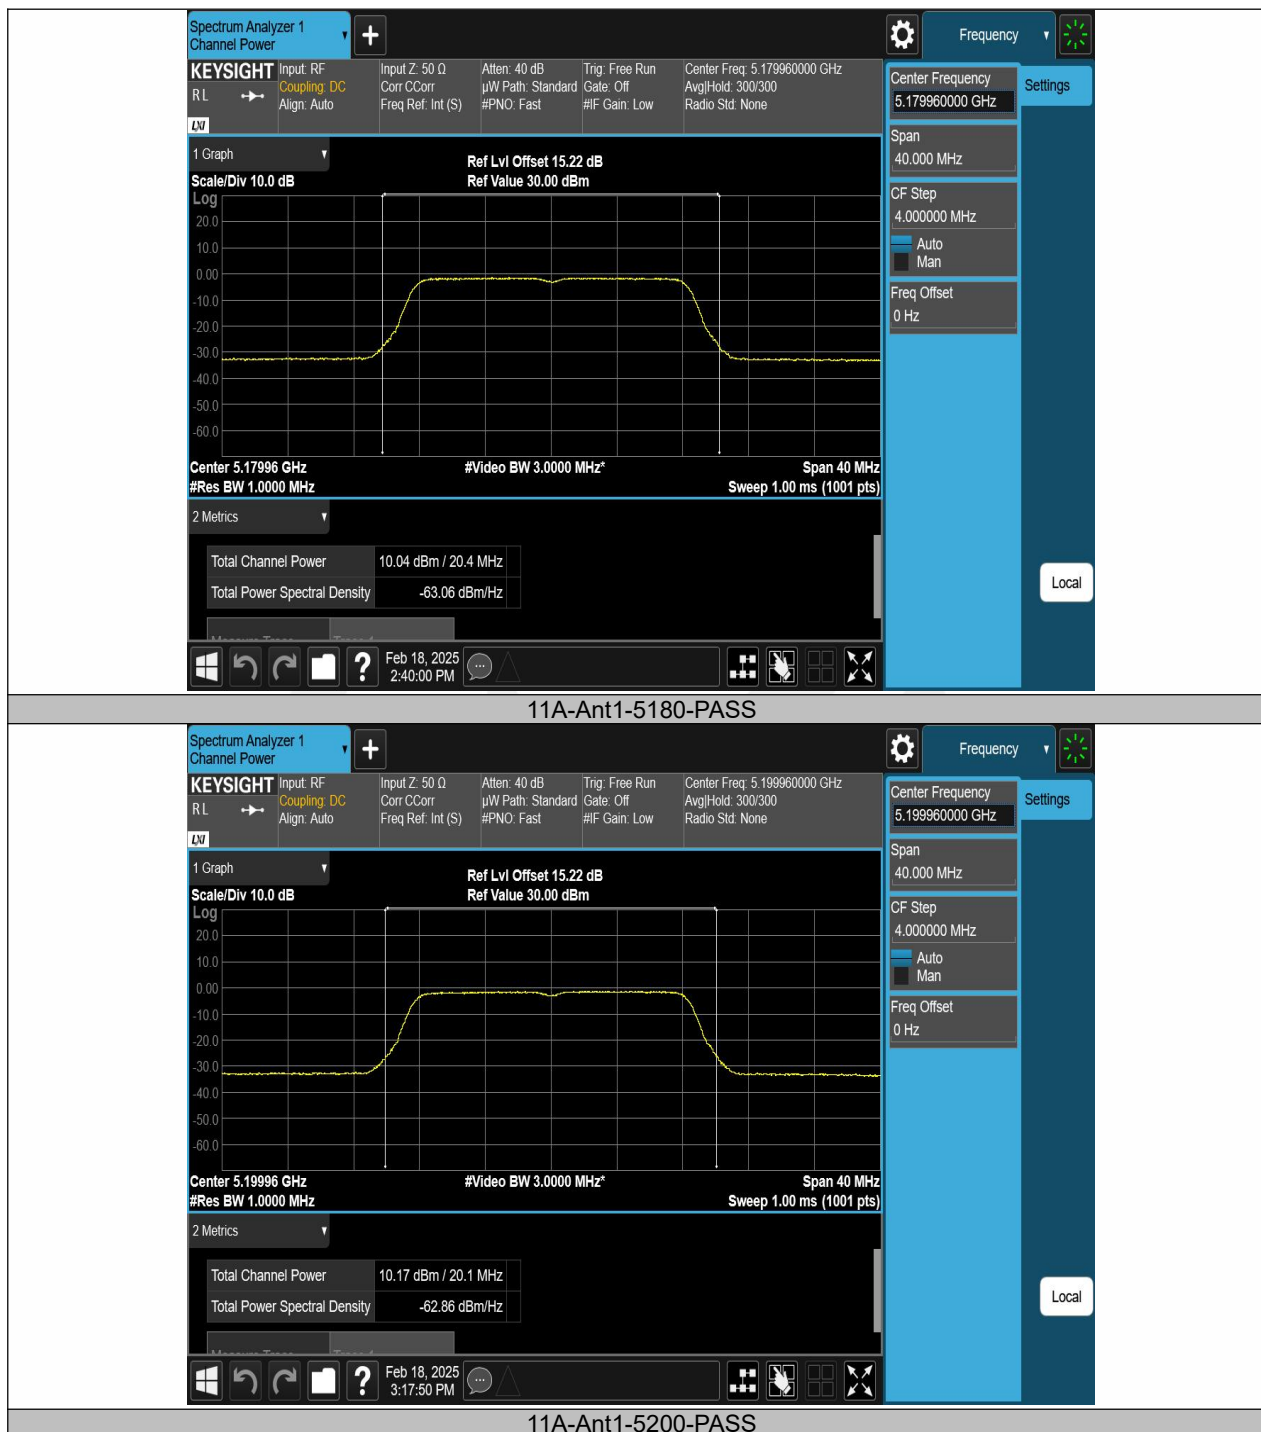 Spectrum Analyzer 1
Channel Power
Frequency
KEYSIGHT
R L
LXI
Input: RF
Coupling: DC
Align: Auto
Input Z: 50 Ω
Corr CCorr
Freq Ref: Int (S)
Atten: 40 dB
µW Path: Standard
#PNO: Fast
Trig: Free Run
Gate: Off
#IF Gain: Low
Center Freq: 5.179960000 GHz
Avg|Hold: 300/300
Radio Std: None
Center Frequency
5.179960000 GHz
Settings
Span
40.000 MHz
CF Step
4.000000 MHz
Auto
Man
Freq Offset
0 Hz
Local
1 Graph
Scale/Div 10.0 dB
Ref Lvl Offset 15.22 dB
Ref Value 30.00 dBm
Log
20.0
10.0
0.00
-10.0
-20.0
-30.0
-40.0
-50.0
-60.0
Center 5.17996 GHz
#Video BW 3.0000 MHz*
Span 40 MHz
#Res BW 1.0000 MHz
Sweep 1.00 ms (1001 pts)
2 Metrics
Total Channel Power 10.04 dBm / 20.4 MHz
Total Power Spectral Density -63.06 dBm/Hz
?
Feb 18, 2025
2:40:00 PM
11A-Ant1-5180-PASS
Spectrum Analyzer 1
Channel Power
Frequency
KEYSIGHT
R L
LXI
Input: RF
Coupling: DC
Align: Auto
Input Z: 50 Ω
Corr CCorr
Freq Ref: Int (S)
Atten: 40 dB
µW Path: Standard
#PNO: Fast
Trig: Free Run
Gate: Off
#IF Gain: Low
Center Freq: 5.199960000 GHz
Avg|Hold: 300/300
Radio Std: None
Center Frequency
5.199960000 GHz
Settings
Span
40.000 MHz
CF Step
4.000000 MHz
Auto
Man
Freq Offset
0 Hz
Local
1 Graph
Scale/Div 10.0 dB
Ref Lvl Offset 15.22 dB
Ref Value 30.00 dBm
Log
20.0
10.0
0.00
-10.0
-20.0
-30.0
-40.0
-50.0
-60.0
Center 5.19996 GHz
#Video BW 3.0000 MHz*
Span 40 MHz
#Res BW 1.0000 MHz
Sweep 1.00 ms (1001 pts)
2 Metrics
Total Channel Power 10.17 dBm / 20.1 MHz
Total Power Spectral Density -62.86 dBm/Hz
?
Feb 18, 2025
3:17:50 PM
11A-Ant1-5200-PASS